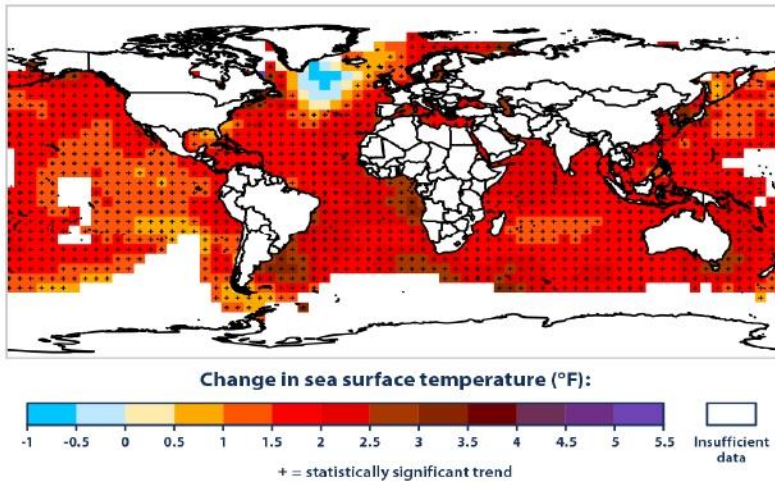 Change in sea surface temperature (°F):
-1 -0.5 0 0.5 1 1.5 2 2.5 3 3.5 4 4.5 5 5.5
Insufficient
data
+ = statistically significant trend